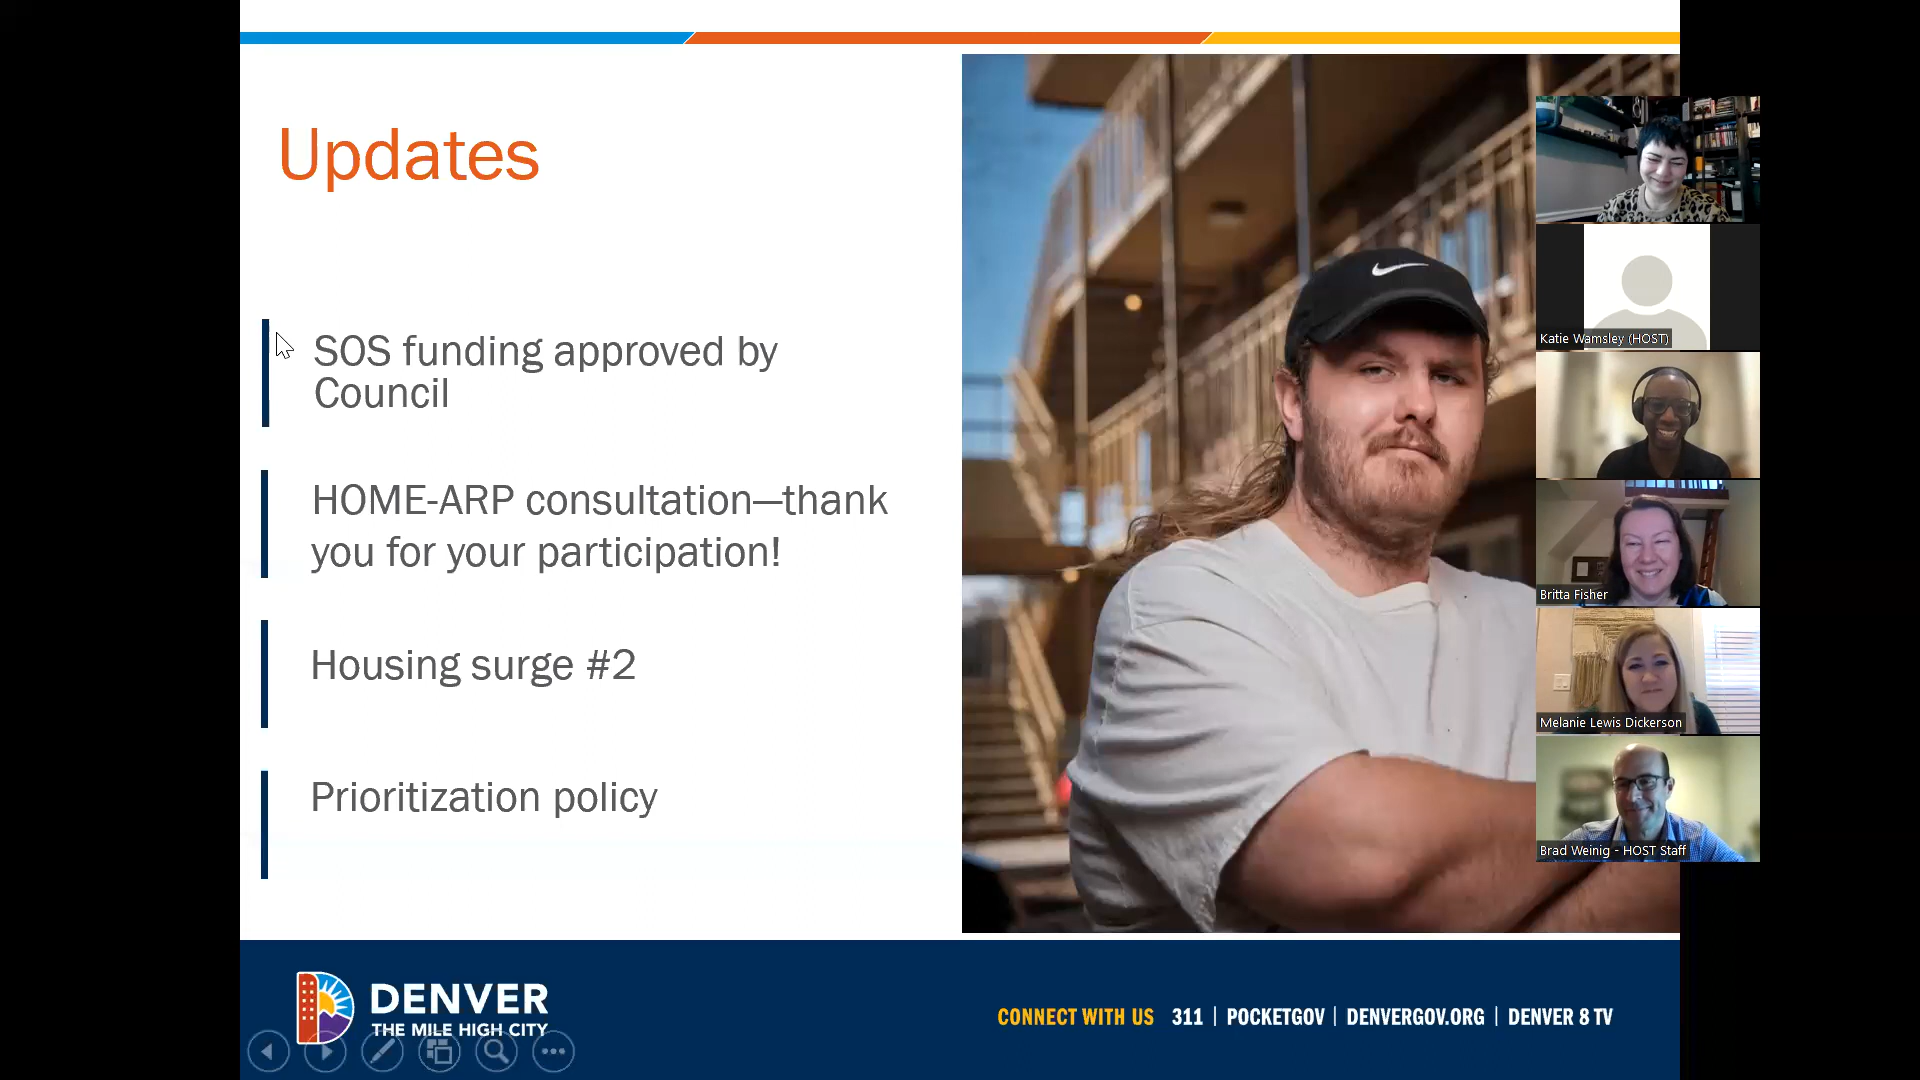 Updates
SOS funding approved by
Council
HOME-ARP consultation—thank
you for your participation!
Housing surge #2
Prioritization policy
Katie Wamsley (HOST)
Britta Fisher
Melanie Lewis Dickerson
Brad Weinig - HOST Staff
DENVER
THE MILE HIGH CITY
CONNECT WITH US 311 | POCKETGOV | DENVERGOV.ORG | DENVER 8 TV